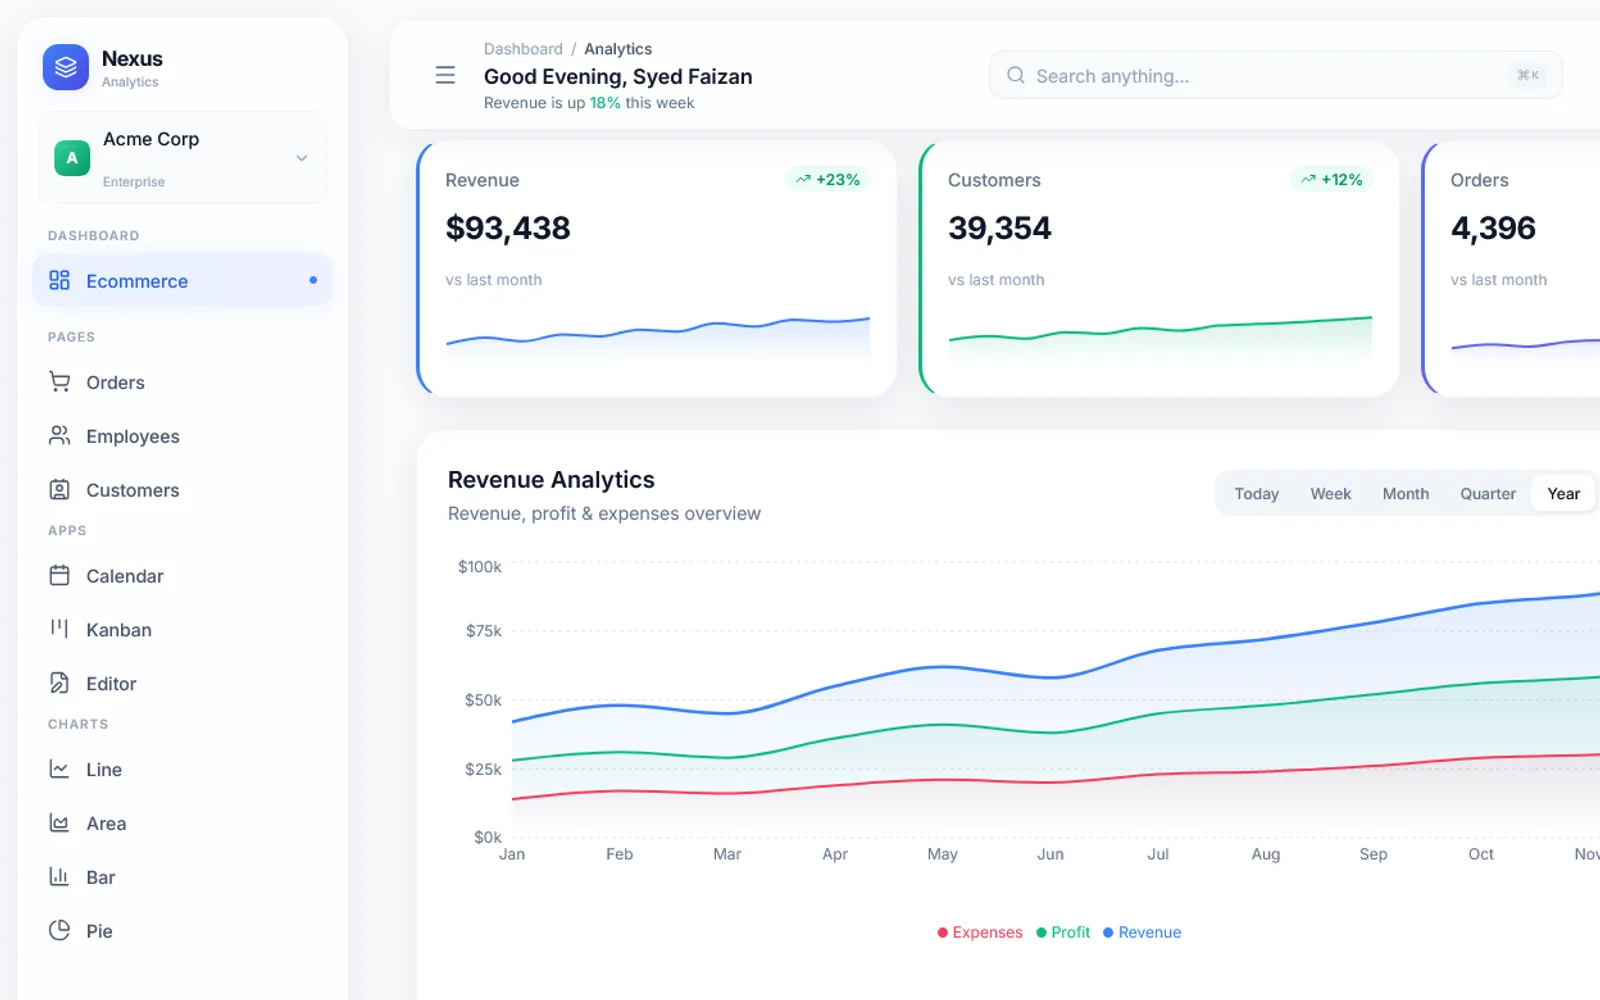 Nexus
Analytics
A
Acme Corp
Enterprise
DASHBOARD
Ecommerce
PAGES
Orders
Employees
Customers
APPS
Calendar
Kanban
Editor
CHARTS
Line
Area
Bar
Pie
Dashboard / Analytics
Good Evening, Syed Faizan
Revenue is up 18% this week
Search anything...
⌘K
Revenue
+23%
$93,438
vs last month
Customers
+12%
39,354
vs last month
Orders
4,396
vs last month
Revenue Analytics
Revenue, profit & expenses overview
Today Week Month Quarter Year
$100k
$75k
$50k
$25k
$0k
Jan Feb Mar Apr May Jun Jul Aug Sep Oct Nov
Expenses Profit Revenue